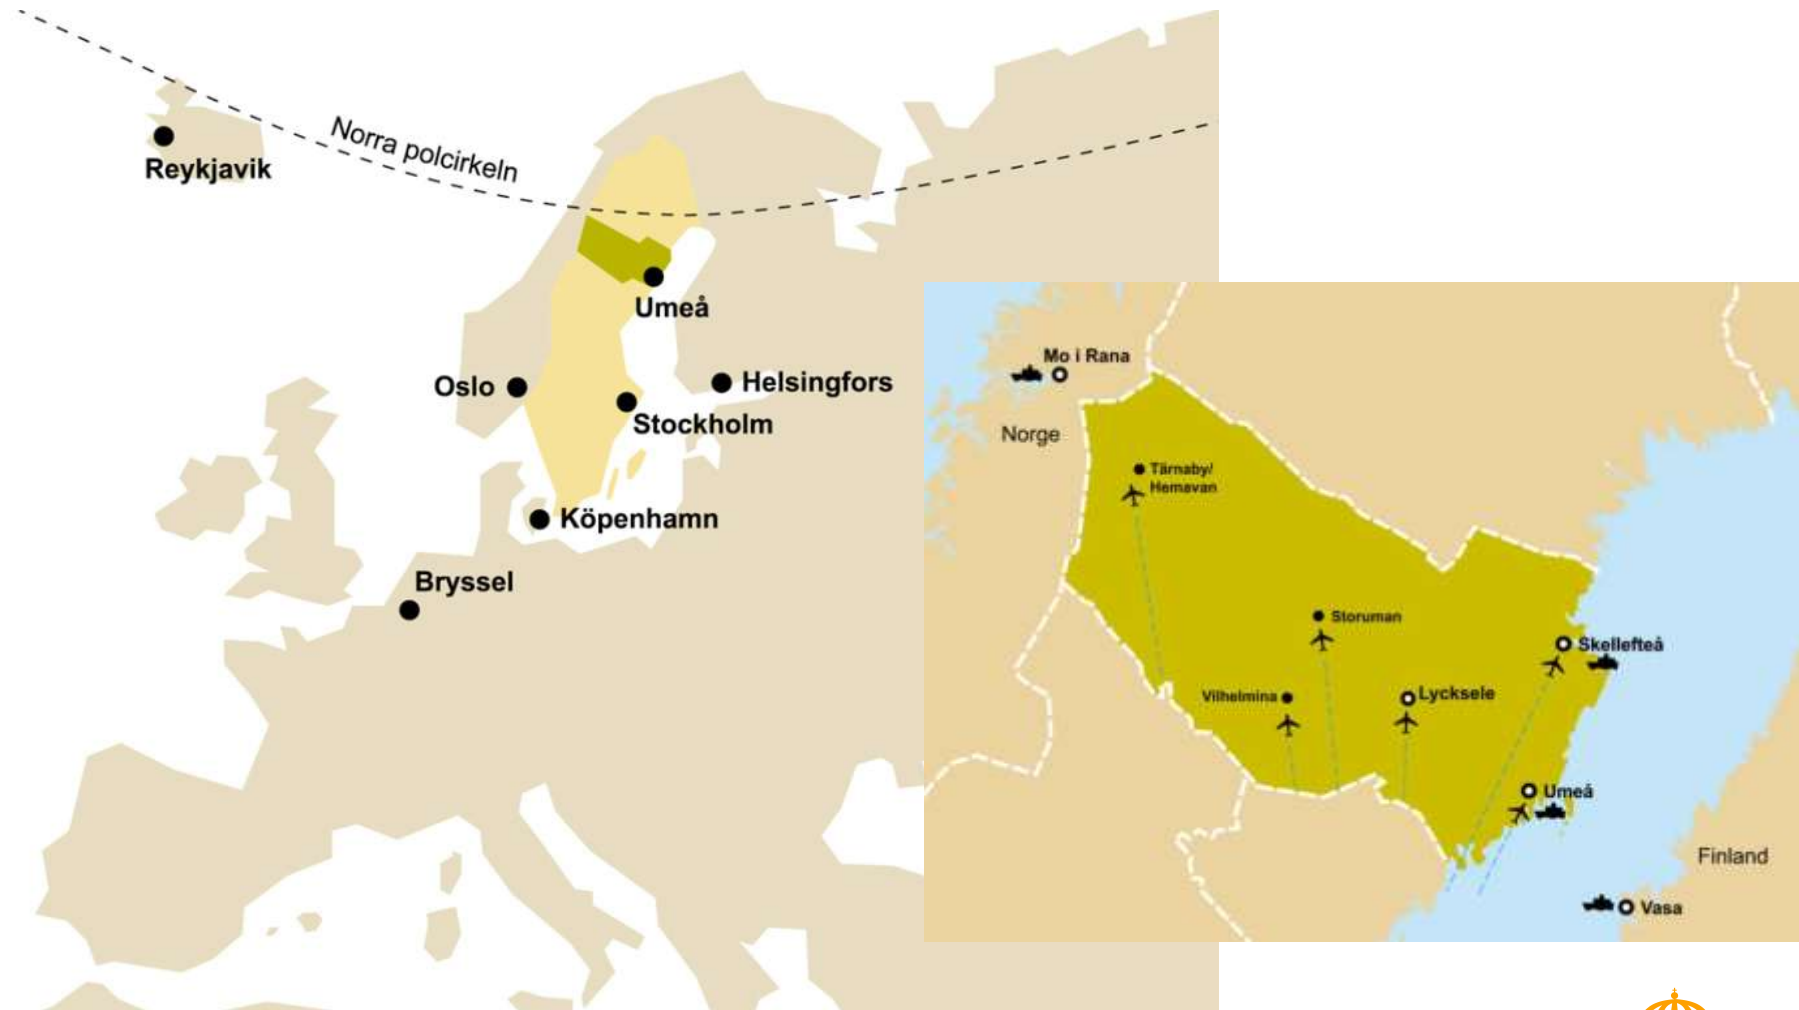 Norra polcirkeln
Reykjavik
Umeå
Oslo
Helsingfors
Stockholm
Köpenhamn
Bryssel
Mo i Rana
Norge
Tärnaby/
Hemavan
Storuman
Skellefteå
Vilhelmina
Lycksele
Umeå
Finland
Vasa